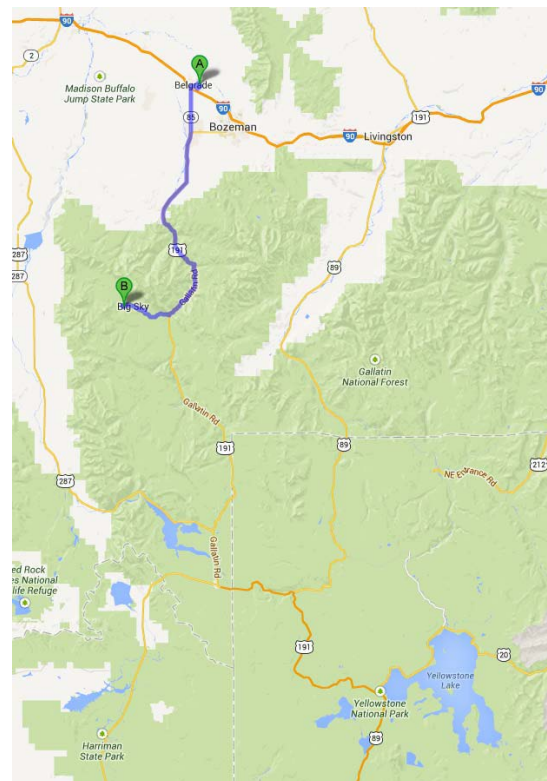 90
2
Madison Buffalo
Jump State Park
A
Belgrade
90
85
90
Bozeman
90
Livingston
191
90
191
287
287
89
Gallatin Rd
B
Big Sky
Gallatin
National Forest
Gallatin Rd
191
89
212
NE Entrance Rd
287
Gallatin Rd
ed Rock
es National
life Refuge
191
20
Yellowstone
Lake
Yellowstone
National Park
89
Harriman
State Park